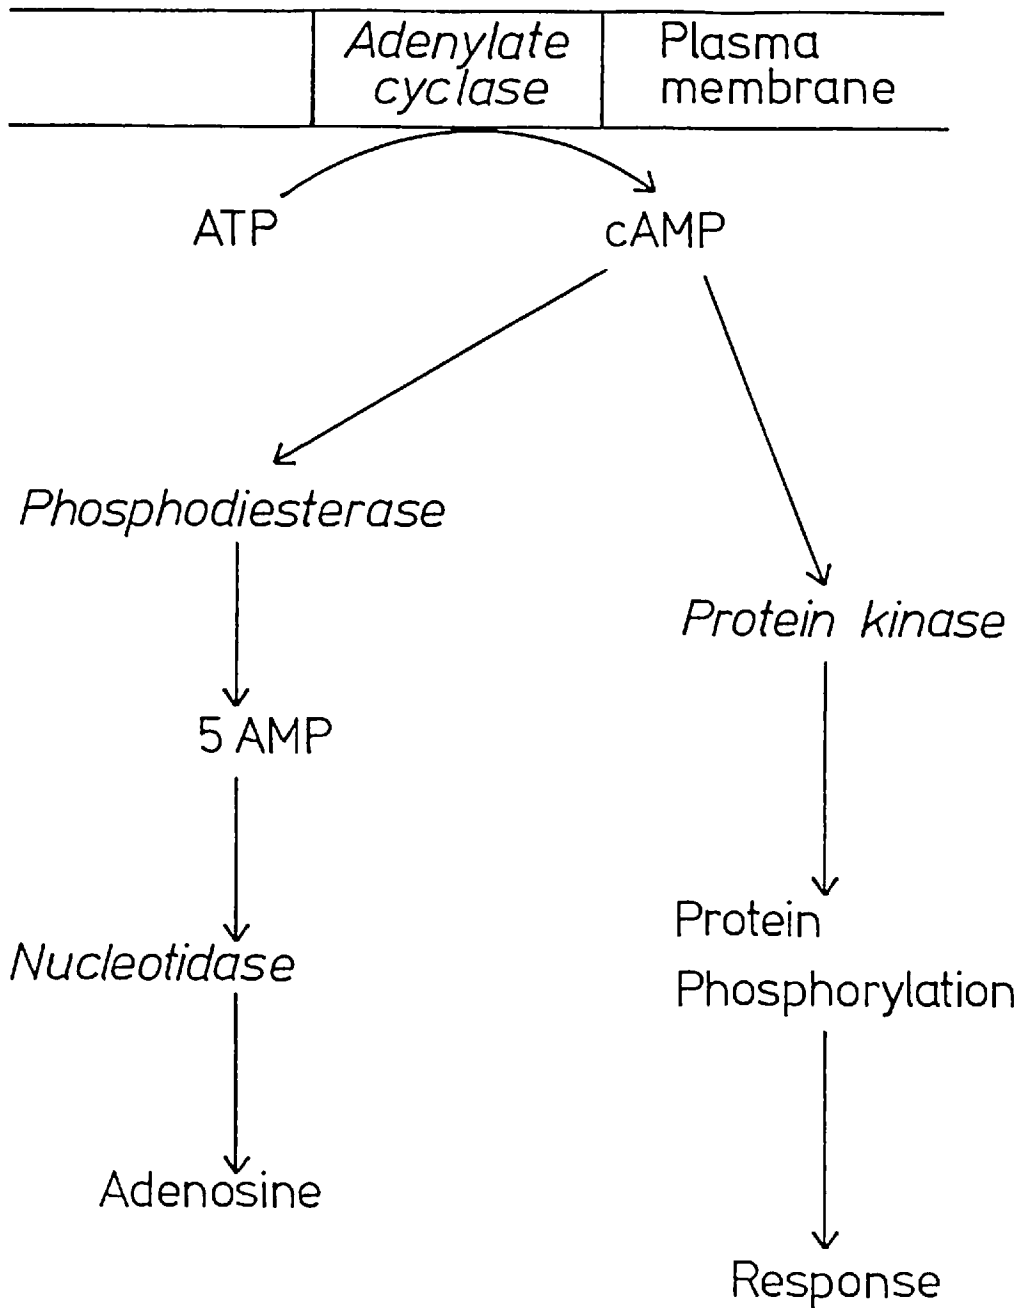 Adenylate
cyclase
Plasma
membrane
ATP
cAMP
Phosphodiesterase
Protein kinase
5 AMP
Protein
Phosphorylation
Nucleotidase
Adenosine
Response